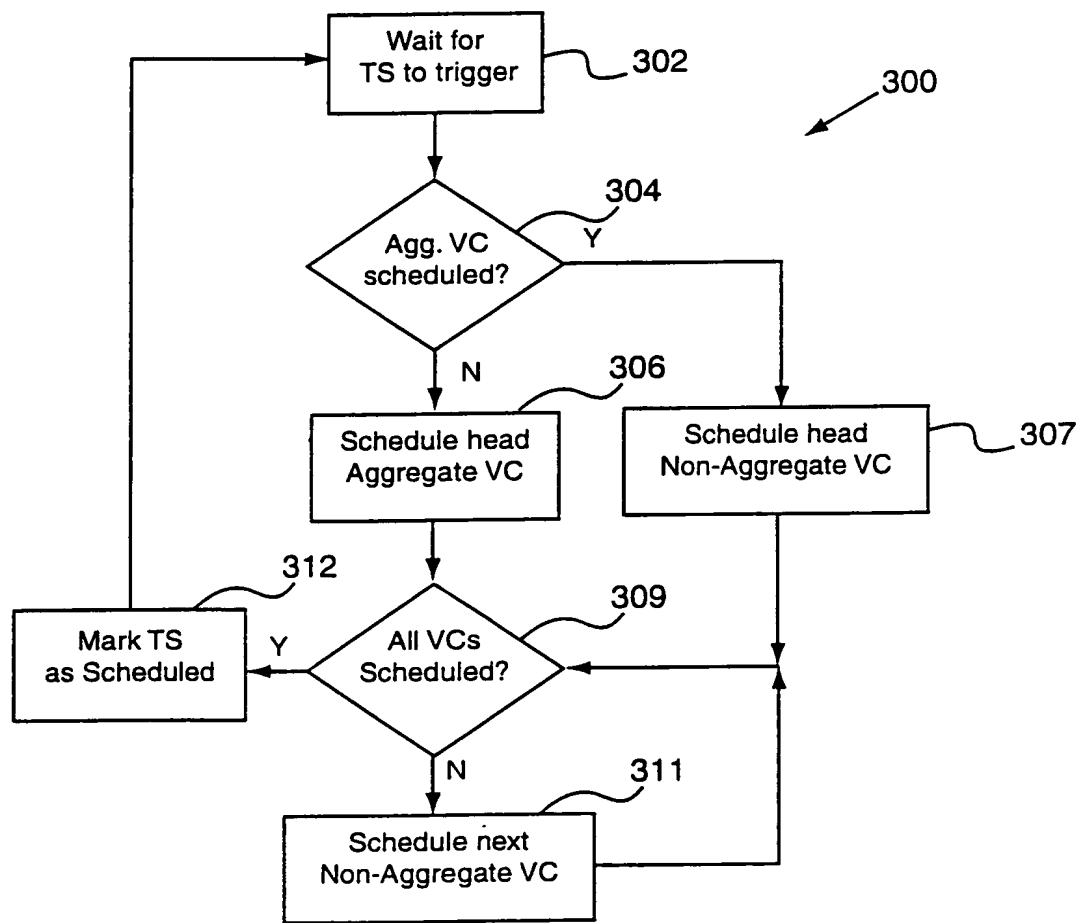 Wait for
TS to trigger
302
300
304
Agg. VC
scheduled?
Y
N
306
Schedule head
Aggregate VC
Schedule head
Non-Aggregate VC
307
312
309
Mark TS
as Scheduled
Y
All VCs
Scheduled?
N
311
Schedule next
Non-Aggregate VC